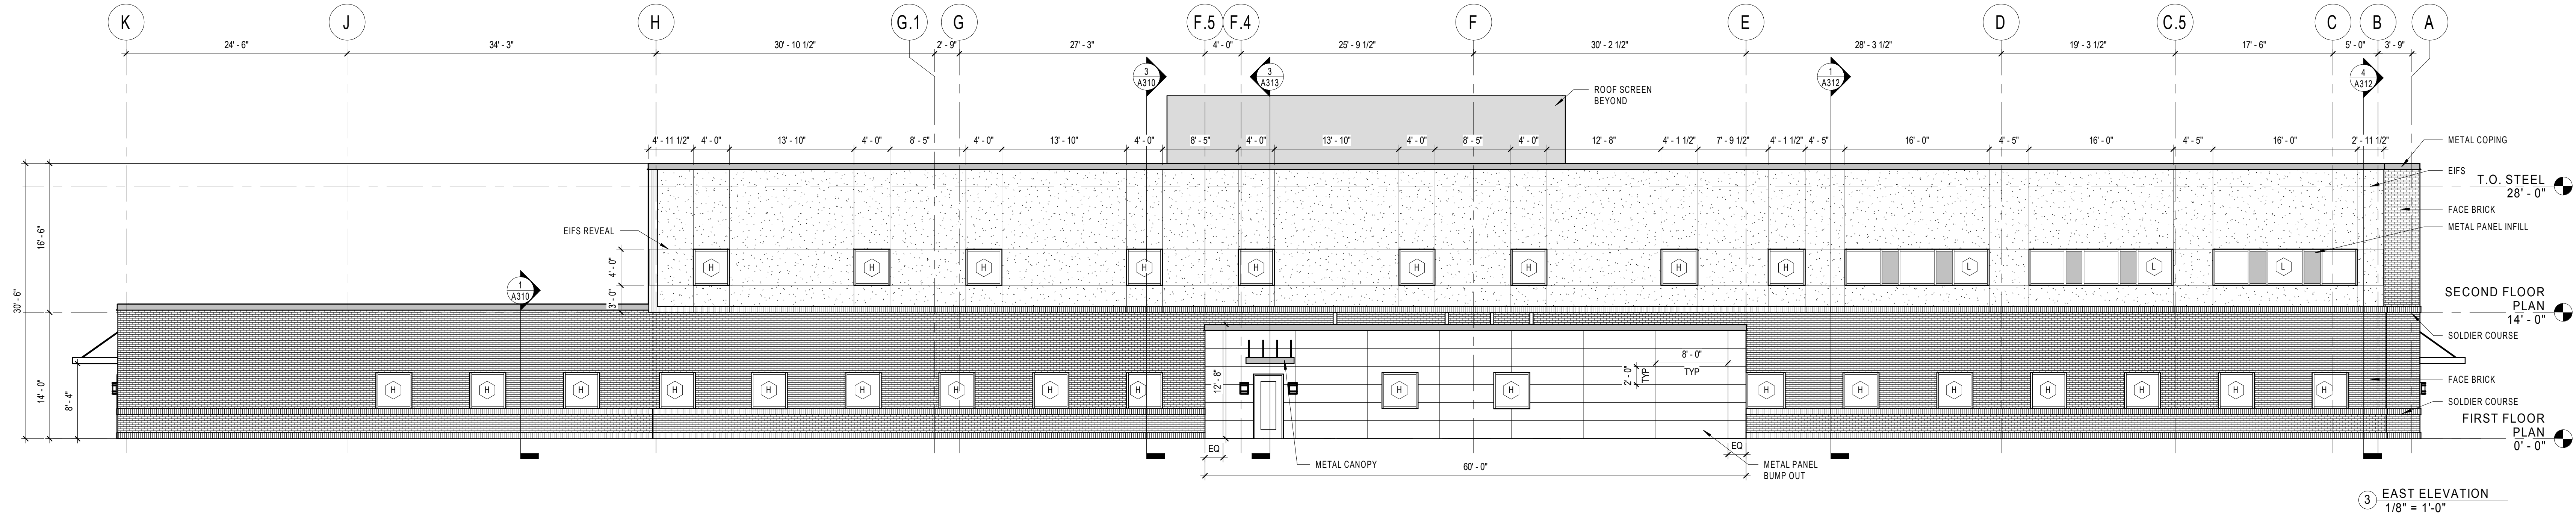 K J H G.1 G F.5 F.4 F E D C.5 C B A
24' - 6" 34' - 3" 30' - 10 1/2" 2' - 9" 27' - 3" 4' - 0" 25' - 9 1/2" 30' - 2 1/2" 28' - 3 1/2" 19' - 3 1/2" 17' - 6" 5' - 0" 3' - 9"
3
A310
3
A313
1
A312
4
A312
ROOF SCREEN
BEYOND
4' - 11 1/2" 4' - 0" 13' - 10" 4' - 0" 8' - 5" 4' - 0" 13' - 10" 4' - 0" 8' - 5" 4' - 0" 13' - 10" 4' - 0" 8' - 5" 4' - 0" 12' - 8" 4' - 1 1/2" 7' - 9 1/2" 4' - 1 1/2" 4' - 5" 16' - 0" 4' - 5" 16' - 0" 4' - 5" 16' - 0" 2' - 11 1/2"
METAL COPING
EIFS
T.O. STEEL
28' - 0"
FACE BRICK
METAL PANEL INFILL
EIFS REVEAL
16' - 6"
4' - 0"
3' - 0"
H H H H H H H H H L L L
1
A310
30' - 6"
SECOND FLOOR
PLAN
14' - 0"
SOLDIER COURSE
14' - 0"
8' - 4"
12' - 8"
8' - 0"
TYP
2' - 0"
TYP
H H H H H H H H H H H H H H H H H H
FACE BRICK
SOLDIER COURSE
FIRST FLOOR
PLAN
0' - 0"
EQ
EQ
METAL CANOPY
60' - 0"
METAL PANEL
BUMP OUT
3 EAST ELEVATION
1/8" = 1'-0"